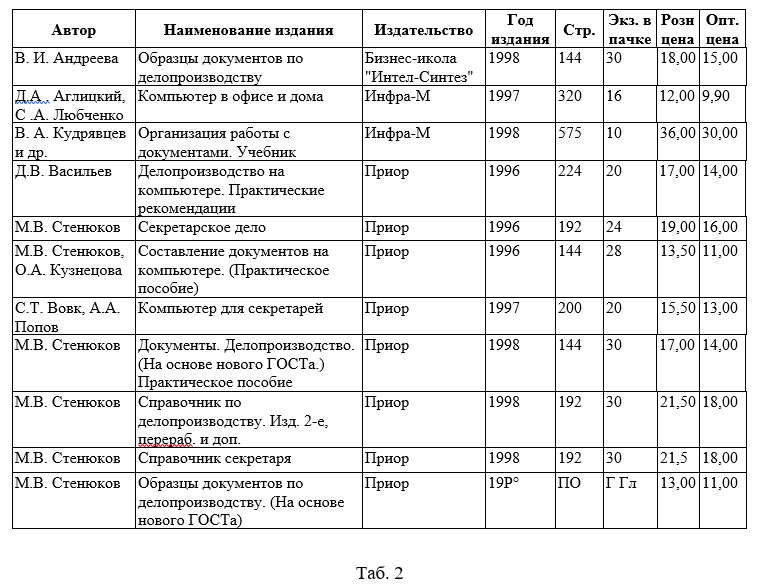 Автор Наименование издания Издательство Год издания Стр. Экз. в пачке Розн цена Опт. цена
В. И. Андреева Образцы документов по делопроизводству Бизнес-икола "Интел-Синтез" 1998 144 30 18,00 15,00
Д.А. Аглицкий, С .А. Любченко Компьютер в офисе и дома Инфра-М 1997 320 16 12,00 9,90
В. А. Кудрявцев и др. Организация работы с документами. Учебник Инфра-М 1998 575 10 36,00 30,00
Д.В. Васильев Делопроизводство на компьютере. Практические рекомендации Приор 1996 224 20 17,00 14,00
М.В. Стенюков Секретарское дело Приор 1996 192 24 19,00 16,00
М.В. Стенюков, О.А. Кузнецова Составление документов на компьютере. (Практическое пособие) Приор 1996 144 28 13,50 11,00
С.Т. Вовк, А.А. Попов Компьютер для секретарей Приор 1997 200 20 15,50 13,00
М.В. Стенюков Документы. Делопроизводство. (На основе нового ГОСТа.) Практическое пособие Приор 1998 144 30 17,00 14,00
М.В. Стенюков Справочник по делопроизводству. Изд. 2-е, перераб. и доп. Приор 1998 192 30 21,50 18,00
М.В. Стенюков Справочник секретаря Приор 1998 192 30 21,5 18,00
М.В. Стенюков Образцы документов по делопроизводству. (На основе нового ГОСТа) Приор 19Р° ПО Г Гл 13,00 11,00
Таб. 2